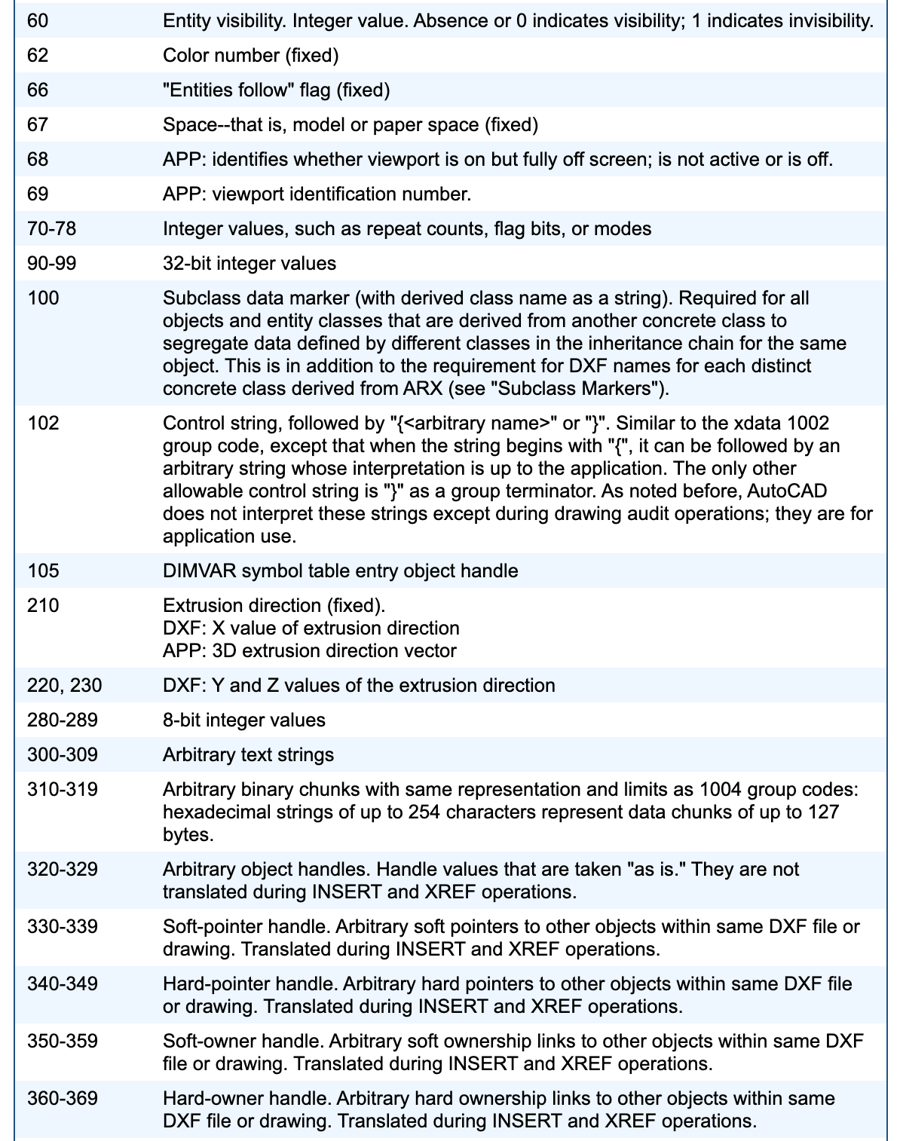 60 Entity visibility. Integer value. Absence or 0 indicates visibility; 1 indicates invisibility.
62 Color number (fixed)
66 "Entities follow" flag (fixed)
67 Space--that is, model or paper space (fixed)
68 APP: identifies whether viewport is on but fully off screen; is not active or is off.
69 APP: viewport identification number.
70-78 Integer values, such as repeat counts, flag bits, or modes
90-99 32-bit integer values
100 Subclass data marker (with derived class name as a string). Required for all
objects and entity classes that are derived from another concrete class to
segregate data defined by different classes in the inheritance chain for the same
object. This is in addition to the requirement for DXF names for each distinct
concrete class derived from ARX (see "Subclass Markers").
102 Control string, followed by "{<arbitrary name>" or "}". Similar to the xdata 1002
group code, except that when the string begins with "{", it can be followed by an
arbitrary string whose interpretation is up to the application. The only other
allowable control string is "}" as a group terminator. As noted before, AutoCAD
does not interpret these strings except during drawing audit operations; they are for
application use.
105 DIMVAR symbol table entry object handle
210 Extrusion direction (fixed).
DXF: X value of extrusion direction
APP: 3D extrusion direction vector
220, 230 DXF: Y and Z values of the extrusion direction
280-289 8-bit integer values
300-309 Arbitrary text strings
310-319 Arbitrary binary chunks with same representation and limits as 1004 group codes:
hexadecimal strings of up to 254 characters represent data chunks of up to 127
bytes.
320-329 Arbitrary object handles. Handle values that are taken "as is." They are not
translated during INSERT and XREF operations.
330-339 Soft-pointer handle. Arbitrary soft pointers to other objects within same DXF file or
drawing. Translated during INSERT and XREF operations.
340-349 Hard-pointer handle. Arbitrary hard pointers to other objects within same DXF file
or drawing. Translated during INSERT and XREF operations.
350-359 Soft-owner handle. Arbitrary soft ownership links to other objects within same DXF
file or drawing. Translated during INSERT and XREF operations.
360-369 Hard-owner handle. Arbitrary hard ownership links to other objects within same
DXF file or drawing. Translated during INSERT and XREF operations.